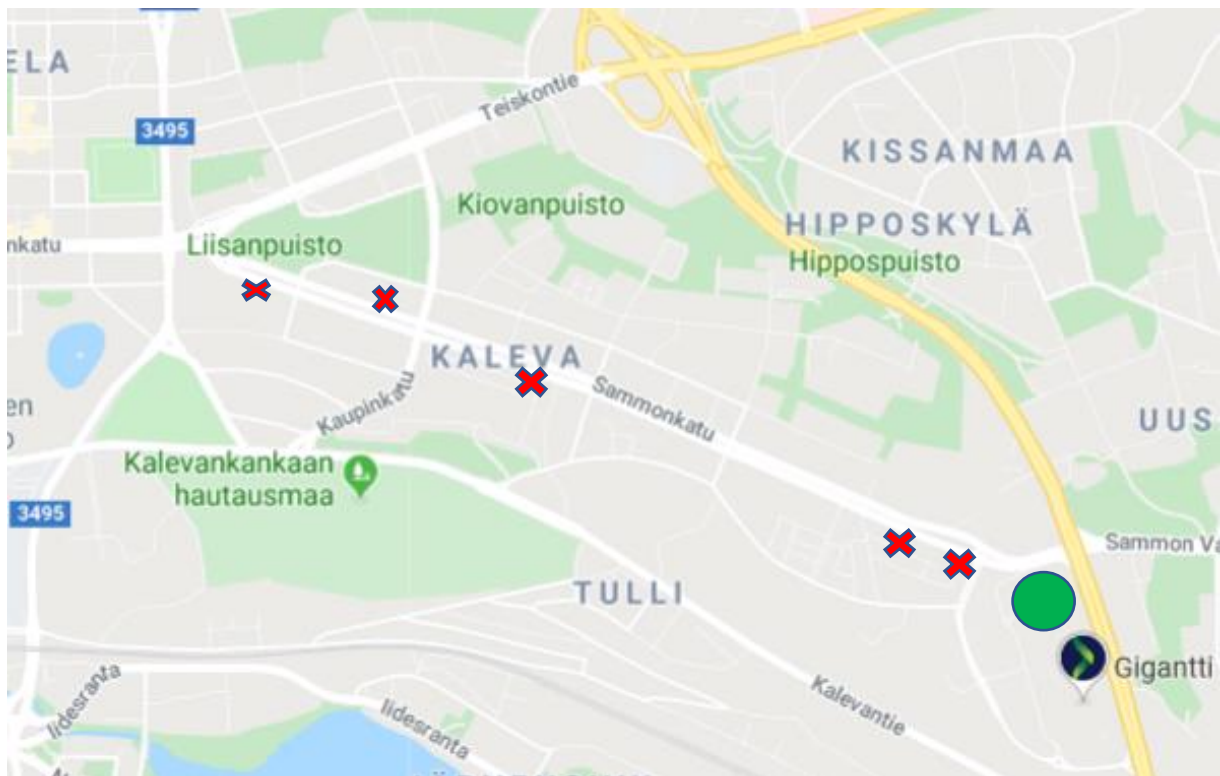 ELA
3495
Teiskontie
KISSANMAA
Kiovanpuisto
HIPPOSKYLÄ
nkatu
Liisanpuisto
Hippospuisto
KALEVA
Sammonkatu
Kaupinkatu
en
UUS
Kalevankankaan
hautausmaa
3495
Sammon Va
TULLI
Gigantti
Iidesranta
Kalevantie
Iidesranta